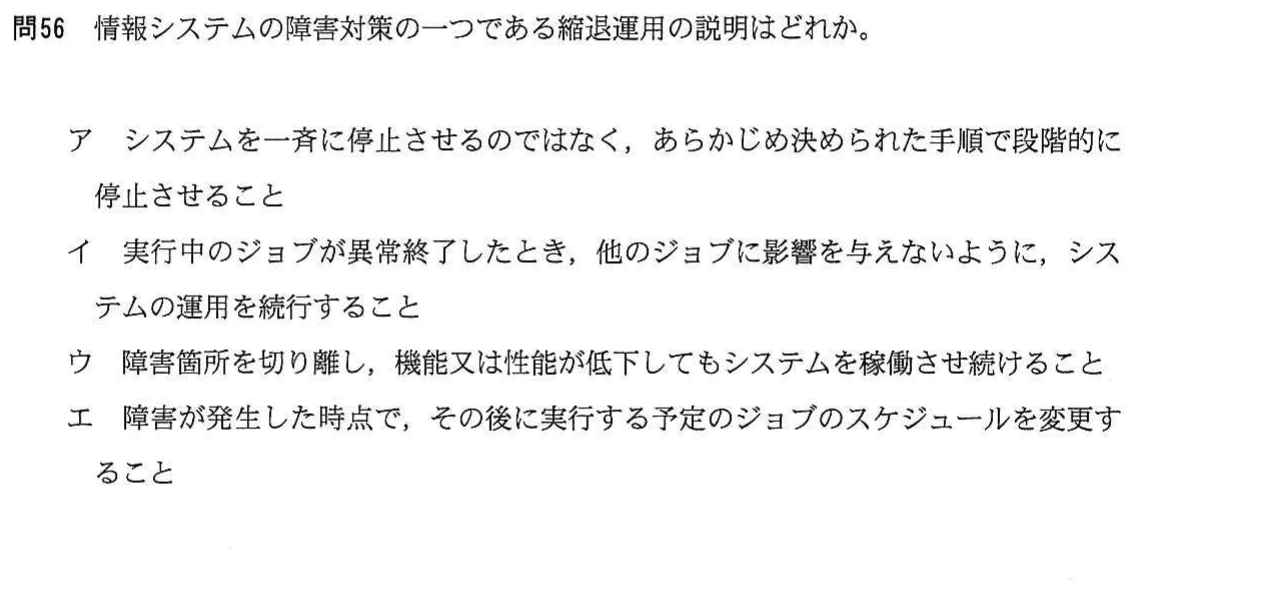 問56　情報システムの障害対策の一つである縮退運用の説明はどれか。
ア　システムを一斉に停止させるのではなく，あらかじめ決められた手順で段階的に
停止させること
イ　実行中のジョブが異常終了したとき，他のジョブに影響を与えないように，シス
テムの運用を続行すること
ウ　障害箇所を切り離し，機能又は性能が低下してもシステムを稼働させ続けること
エ　障害が発生した時点で，その後に実行する予定のジョブのスケジュールを変更す
ること